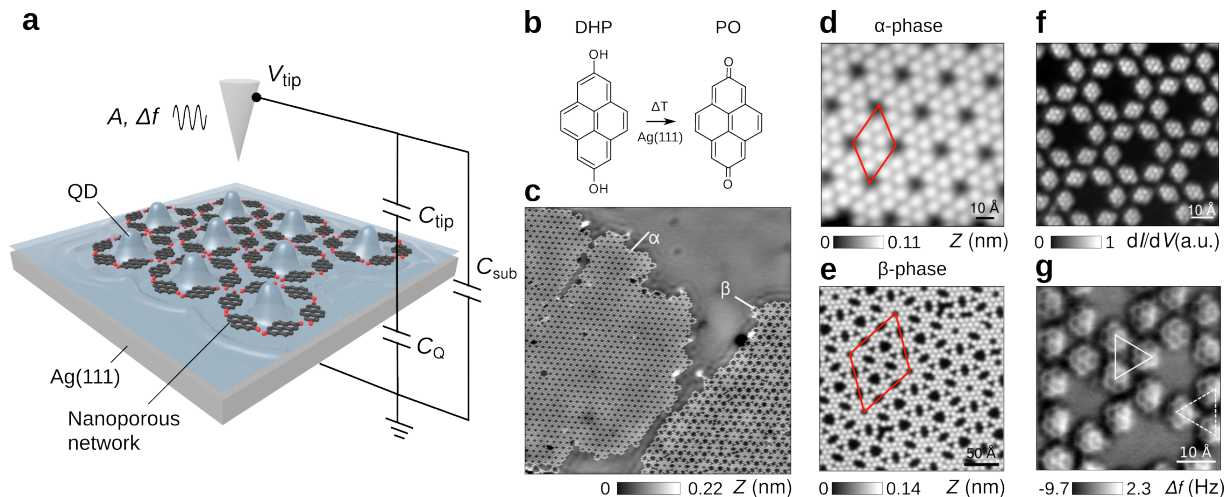 a
V_tip
A, Δf
QD
C_tip
C_sub
C_Q
Ag(111)
Nanoporous
network
b
DHP
PO
OH
OH
ΔT
Ag(111)
O
O
c
α
β
0
0.22
Z (nm)
d
α-phase
10 Å
0
0.11
Z (nm)
e
β-phase
50 Å
0
0.14
Z (nm)
f
10 Å
0
1
dI/dV(a.u.)
g
10 Å
-9.7
2.3
Δf (Hz)